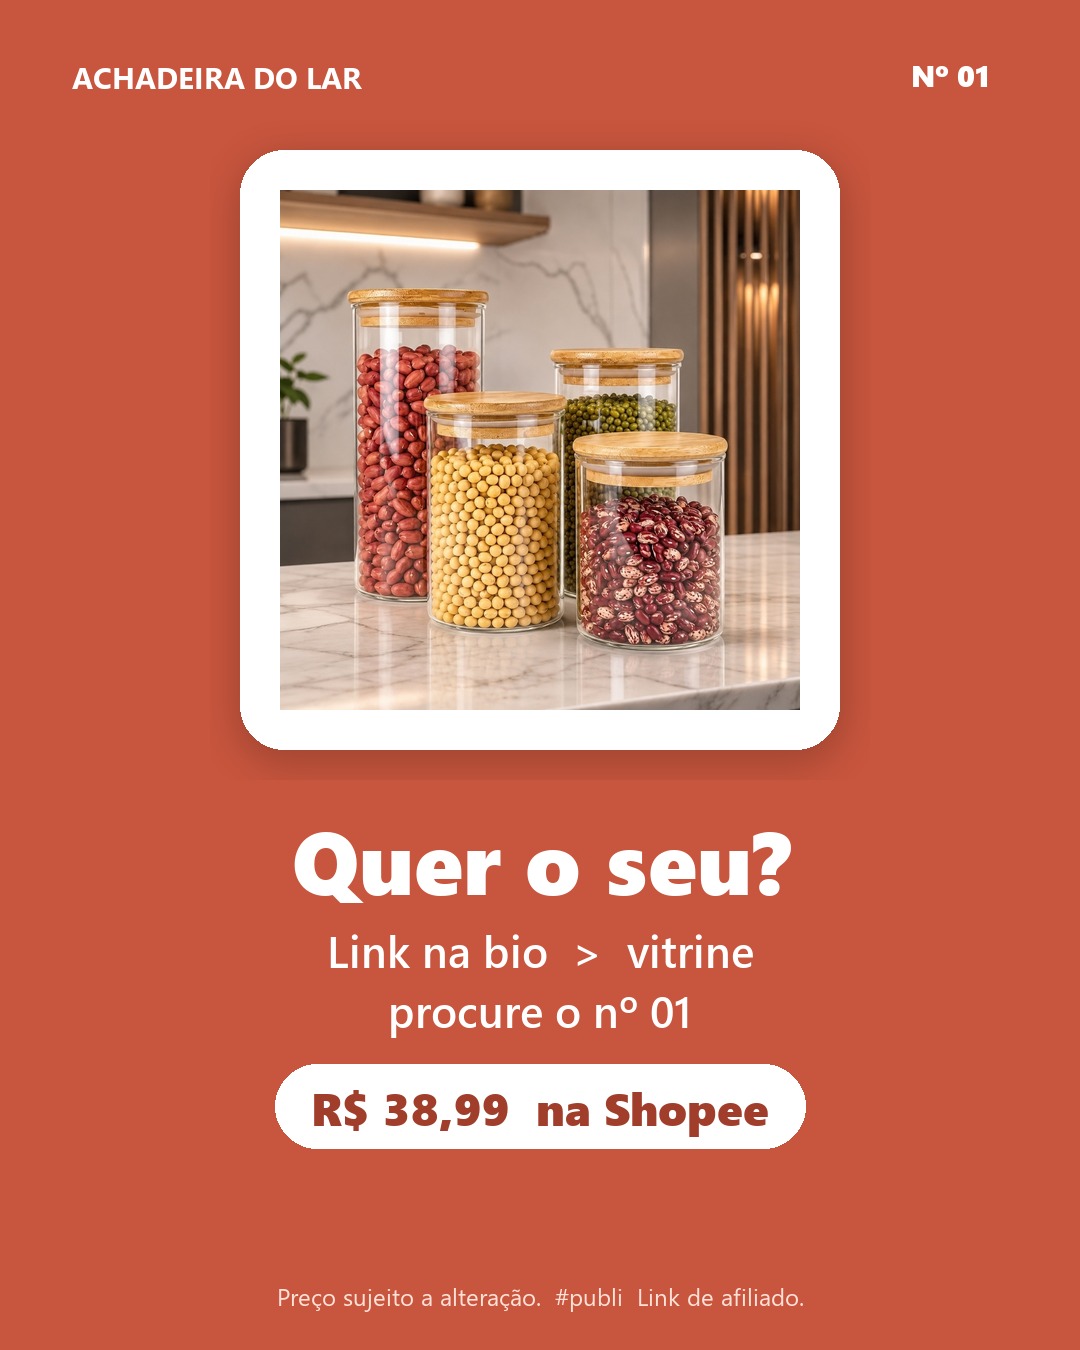 ACHADEIRA DO LAR
Nº 01
Quer o seu?
Link na bio > vitrine
procure o nº 01
R$ 38,99 na Shopee
Preço sujeito a alteração. #publi Link de afiliado.